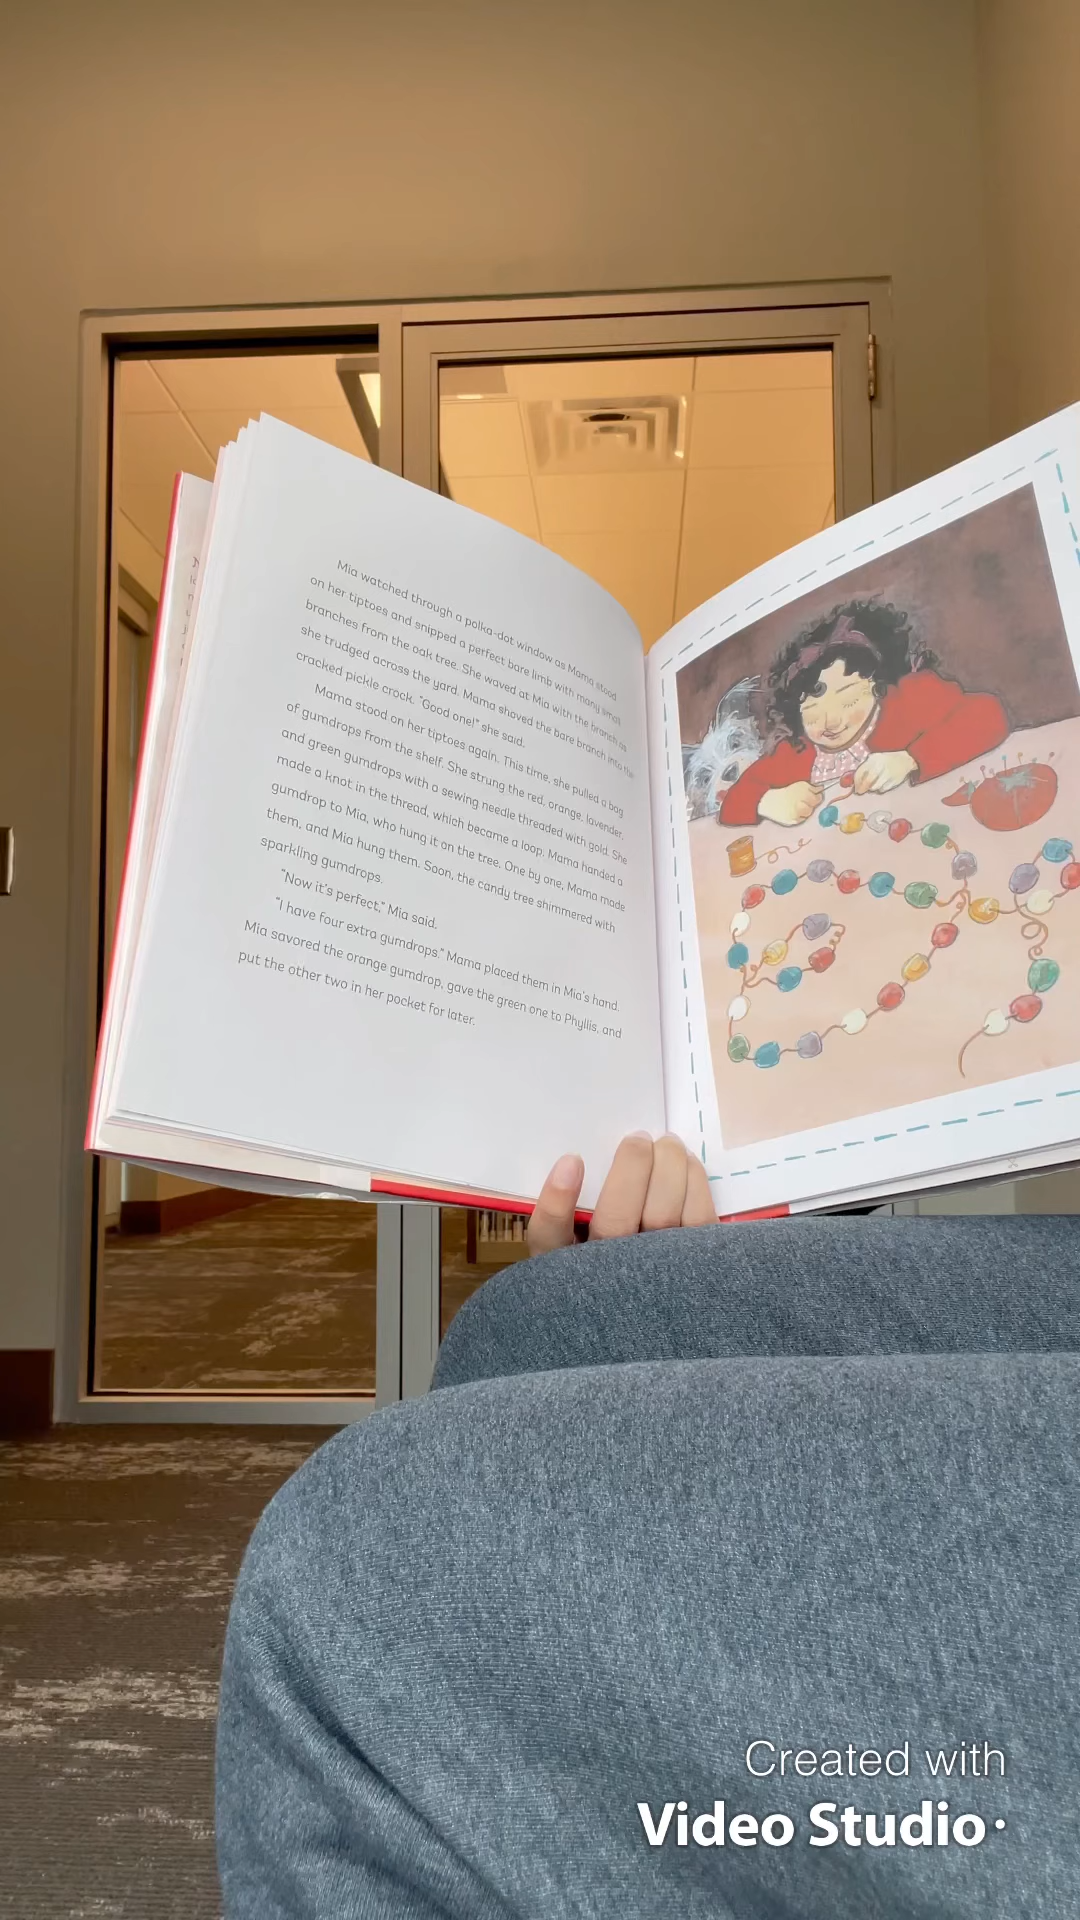 Mia watched through a polka-dot window as Mama stood
on her tiptoes and snipped a perfect bare limb with many small
branches from the oak tree. She waved at Mia with the branch as
she trudged across the yard. Mama shoved the bare branch into the
cracked pickle crock. "Good one!" she said.
Mama stood on her tiptoes again. This time, she pulled a bag
of gumdrops from the shelf. She strung the red, orange, lavender,
and green gumdrops with a sewing needle threaded with gold. She
made a knot in the thread, which became a loop. Mama handed a
gumdrop to Mia, who hung it on the tree. One by one, Mama made
them, and Mia hung them. Soon, the candy tree shimmered with
sparkling gumdrops.
"Now it's perfect," Mia said.
"I have four extra gumdrops." Mama placed them in Mia's hand.
Mia savored the orange gumdrop, gave the green one to Phyllis, and
put the other two in her pocket for later.
Created with
Video Studio